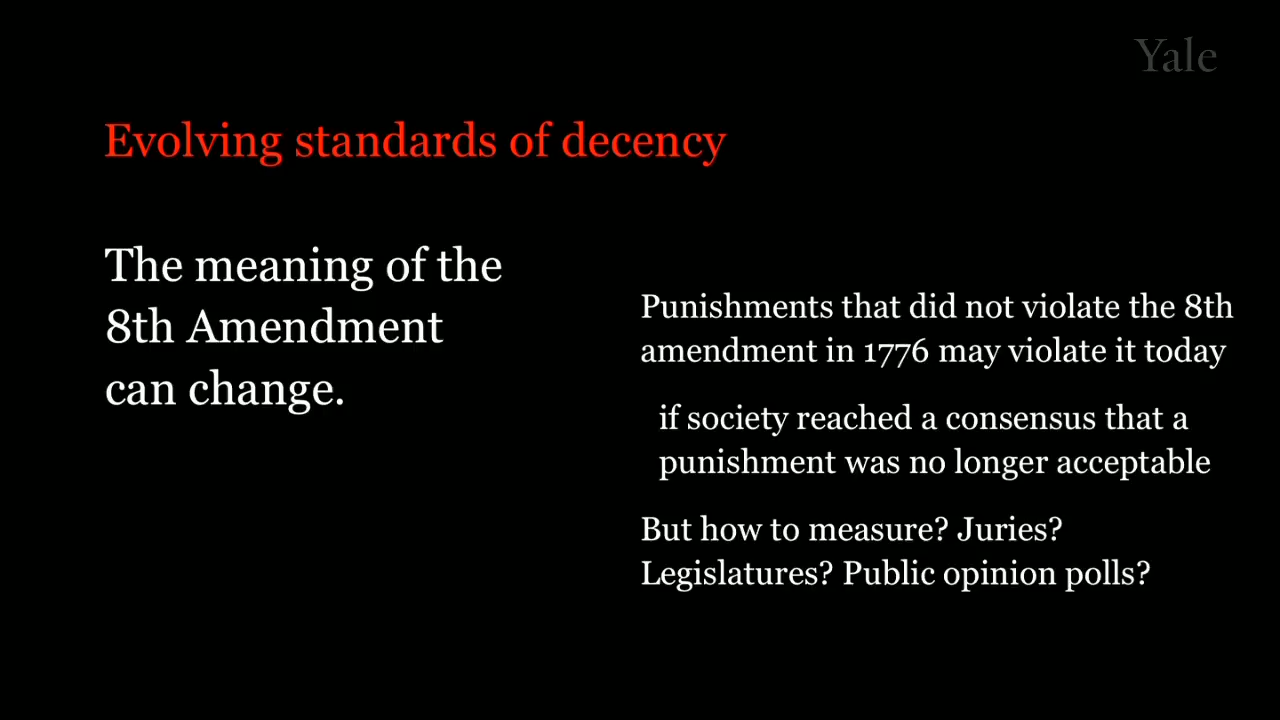 Yale
Evolving standards of decency
The meaning of the
8th Amendment
can change.
Punishments that did not violate the 8th
amendment in 1776 may violate it today
if society reached a consensus that a
punishment was no longer acceptable
But how to measure? Juries?
Legislatures? Public opinion polls?